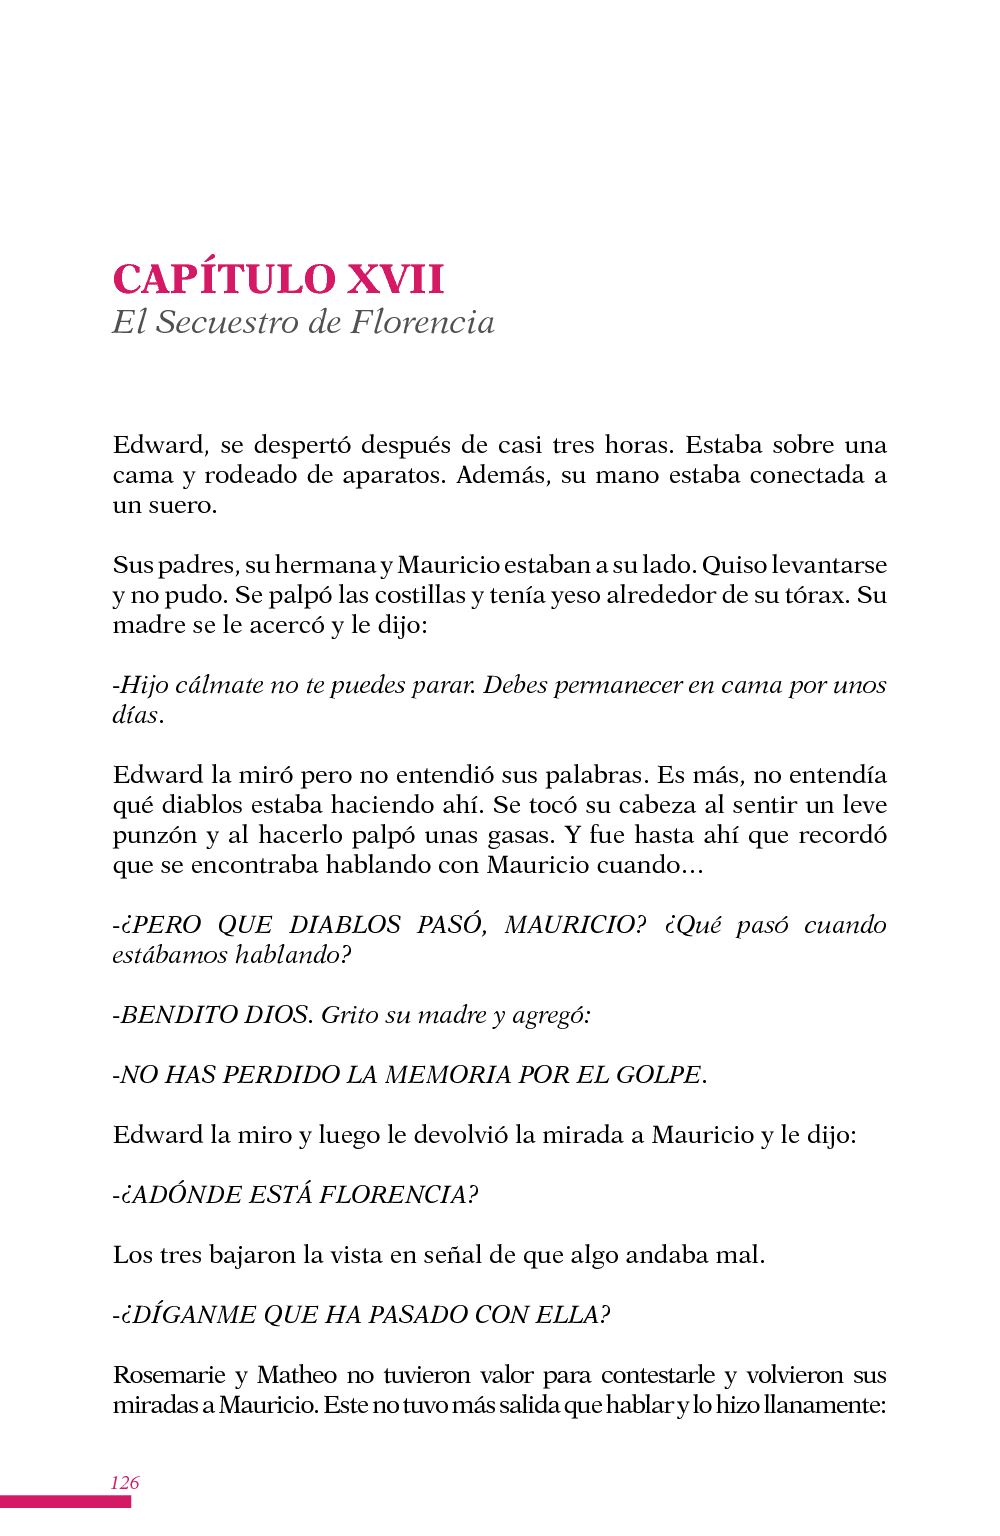 CAPÍTULO XVII
El Secuestro de Florencia
Edward, se despertó después de casi tres horas. Estaba sobre una
cama y rodeado de aparatos. Además, su mano estaba conectada a
un suero.
Sus padres, su hermana y Mauricio estaban a su lado. Quiso levantarse
y no pudo. Se palpó las costillas y tenía yeso alrededor de su tórax. Su
madre se le acercó y le dijo:
-Hijo cálmate no te puedes parar. Debes permanecer en cama por unos
días.
Edward la miró pero no entendió sus palabras. Es más, no entendía
qué diablos estaba haciendo ahí. Se tocó su cabeza al sentir un leve
punzón y al hacerlo palpó unas gasas. Y fue hasta ahí que recordó
que se encontraba hablando con Mauricio cuando…
-¿PERO QUE DIABLOS PASÓ, MAURICIO? ¿Qué pasó cuando
estábamos hablando?
-BENDITO DIOS. Grito su madre y agregó:
-NO HAS PERDIDO LA MEMORIA POR EL GOLPE.
Edward la miro y luego le devolvió la mirada a Mauricio y le dijo:
-¿ADÓNDE ESTÁ FLORENCIA?
Los tres bajaron la vista en señal de que algo andaba mal.
-¿DÍGANME QUE HA PASADO CON ELLA?
Rosemarie y Matheo no tuvieron valor para contestarle y volvieron sus
miradas a Mauricio. Este no tuvo más salida que hablar y lo hizo llanamente:
126